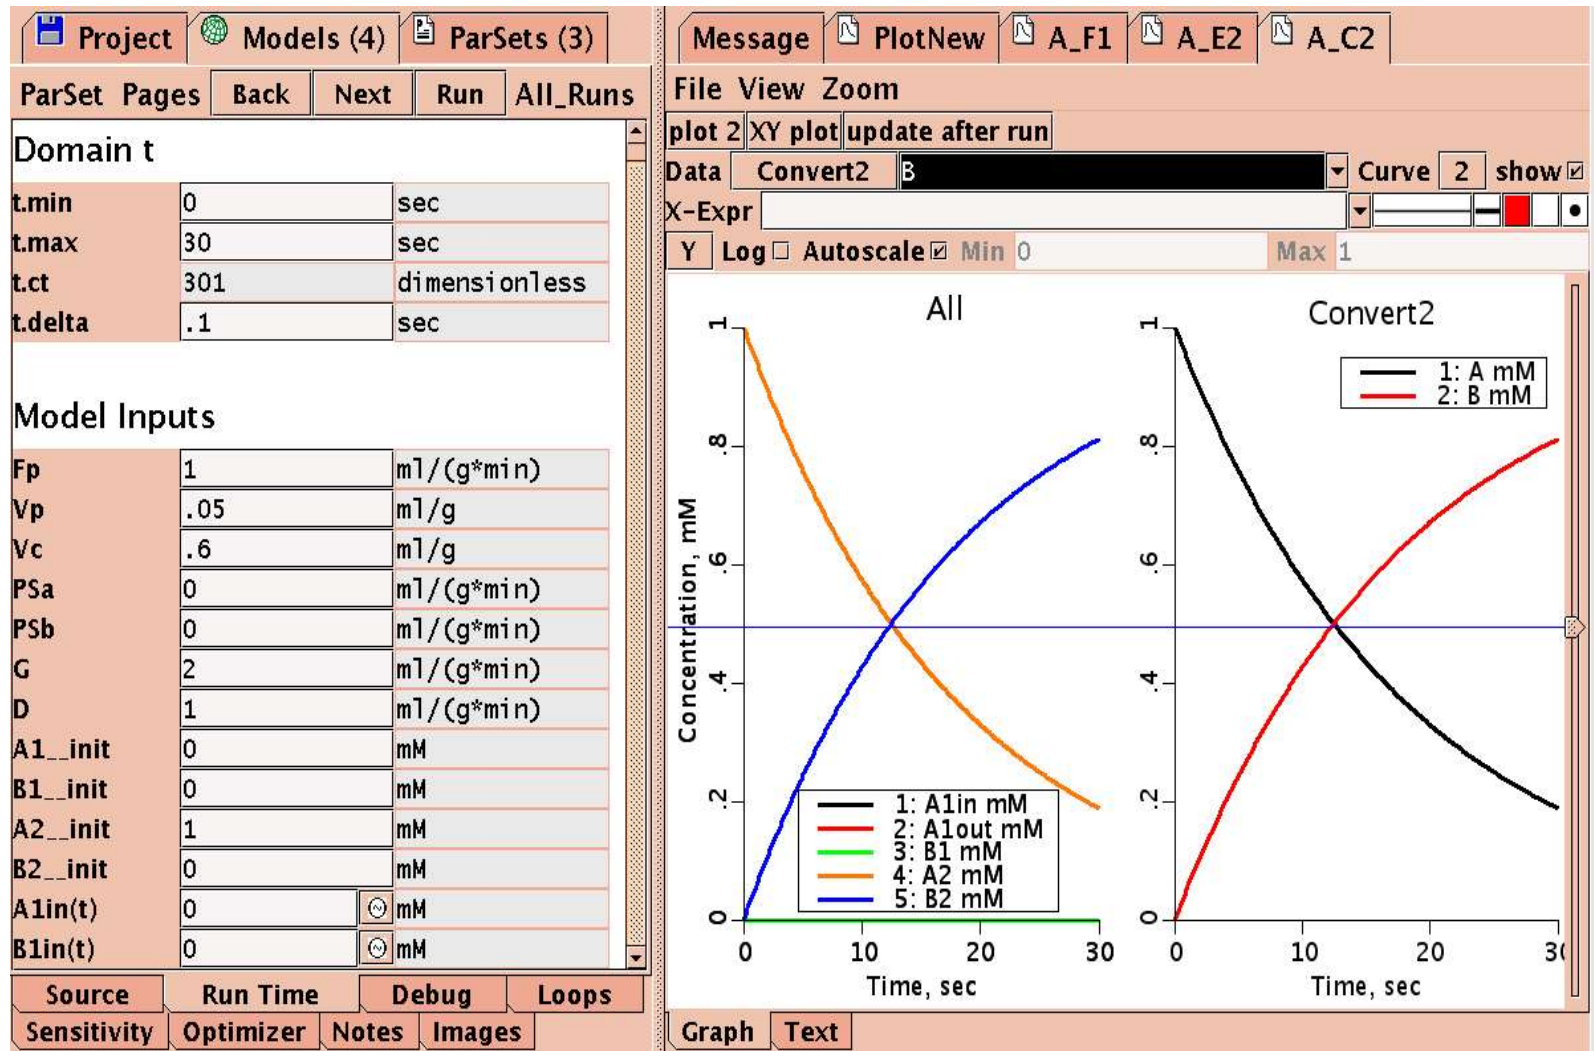 Project Models (4) ParSets (3)
ParSet Pages Back Next Run All_Runs
Domain t
t.min 0 sec
t.max 30 sec
t.ct 301 dimensionless
t.delta .1 sec
Model Inputs
Fp 1 ml/(g*min)
Vp .05 ml/g
Vc .6 ml/g
PSa 0 ml/(g*min)
PSb 0 ml/(g*min)
G 2 ml/(g*min)
D 1 ml/(g*min)
A1__init 0 mM
B1__init 0 mM
A2__init 1 mM
B2__init 0 mM
A1in(t) 0 mM
B1in(t) 0 mM
Source Run Time Debug Loops
Sensitivity Optimizer Notes Images
Message PlotNew A_F1 A_E2 A_C2
File View Zoom
plot 2 XY plot update after run
Data Convert2 B Curve 2 show
X-Expr
Y Log Autoscale Min 0 Max 1
All
1
.8
.6
.4
.2
0
Concentration, mM
1: A1in mM
2: A1out mM
3: B1 mM
4: A2 mM
5: B2 mM
0 10 20 30
Time, sec
Convert2
1
.8
.6
.4
.2
0
1: A mM
2: B mM
0 10 20 30
Time, sec
Graph Text